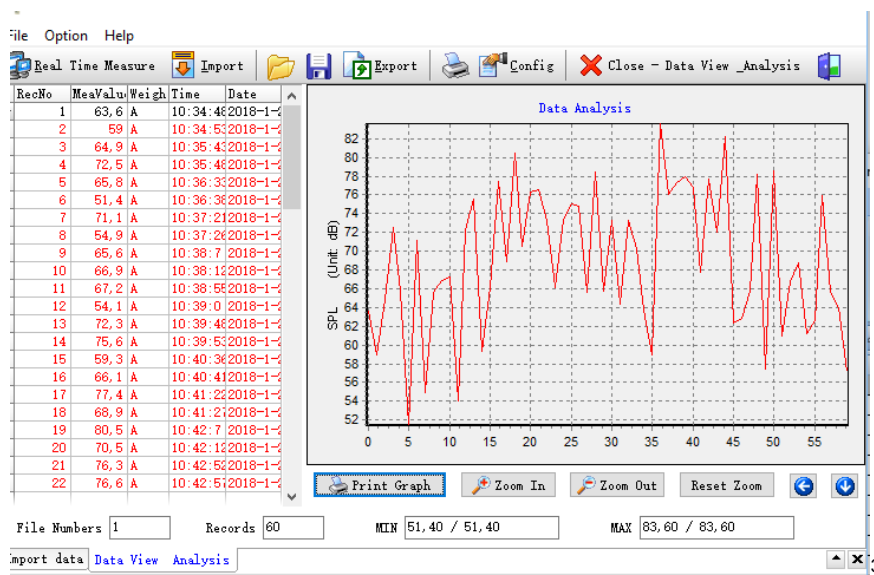 File Option Help
Real Time Measure Import Export Config Close - Data View _Analysis
RecNo MeaValu Weigh Time Date
1 63,6 A 10:34:48 2018-1-2
2 59 A 10:34:53 2018-1-2
3 64,9 A 10:35:43 2018-1-2
4 72,5 A 10:35:48 2018-1-2
5 65,8 A 10:36:33 2018-1-2
6 51,4 A 10:36:38 2018-1-2
7 71,1 A 10:37:21 2018-1-2
8 54,9 A 10:37:26 2018-1-2
9 65,6 A 10:38:7 2018-1-2
10 66,9 A 10:38:12 2018-1-2
11 67,2 A 10:38:55 2018-1-2
12 54,1 A 10:39:0 2018-1-2
13 72,3 A 10:39:48 2018-1-2
14 75,6 A 10:39:53 2018-1-2
15 59,3 A 10:40:36 2018-1-2
16 66,1 A 10:40:41 2018-1-2
17 77,4 A 10:41:22 2018-1-2
18 68,9 A 10:41:27 2018-1-2
19 80,5 A 10:42:7 2018-1-2
20 70,5 A 10:42:12 2018-1-2
21 76,3 A 10:42:52 2018-1-2
22 76,6 A 10:42:57 2018-1-2
Data Analysis
SPL (Unit: dB)
82
80
78
76
74
72
70
68
66
64
62
60
58
56
54
52
0 5 10 15 20 25 30 35 40 45 50 55
Print Graph Zoom In Zoom Out Reset Zoom
File Numbers 1 Records 60 MIN 51,40 / 51,40 MAX 83,60 / 83,60
Import data Data View Analysis